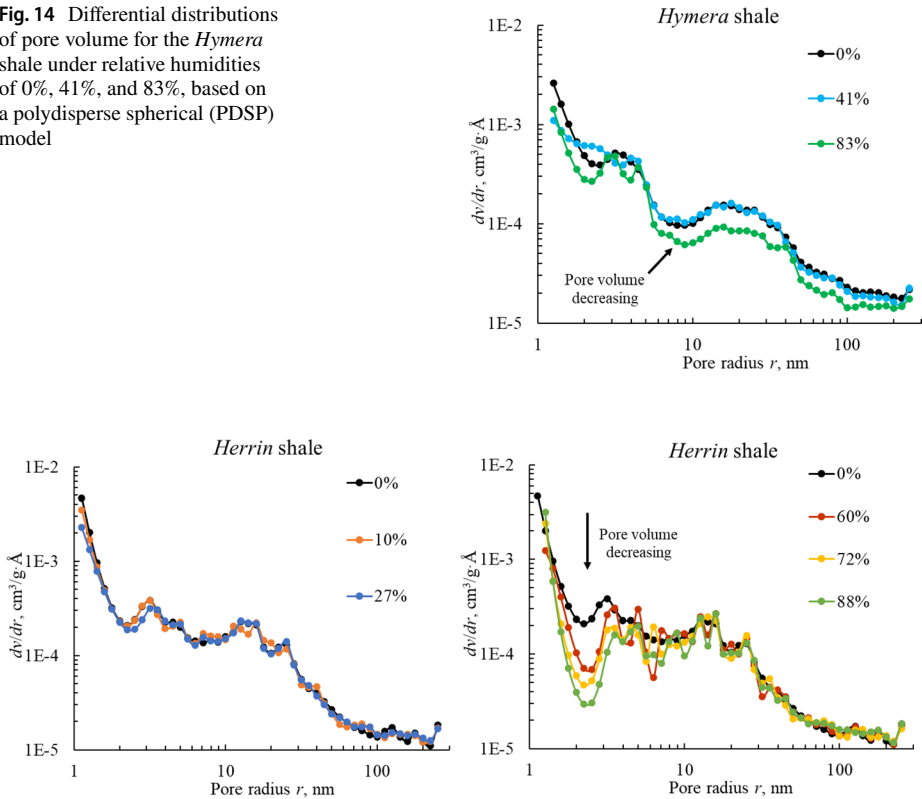 Fig. 14 Differential distributions
of pore volume for the Hymera
shale under relative humidities
of 0%, 41%, and 83%, based on
a polydisperse spherical (PDSP)
model
Hymera shale
1E-2
1E-3
1E-4
1E-5
dv/dr, cm³/g·Å
0%
41%
83%
Pore volume
decreasing
1
10
100
Pore radius r, nm
Herrin shale
1E-2
1E-3
1E-4
1E-5
dv/dr, cm³/g·Å
0%
10%
27%
1
10
100
Pore radius r, nm
Herrin shale
1E-2
1E-3
1E-4
1E-5
dv/dr, cm³/g·Å
0%
60%
72%
88%
Pore volume
decreasing
1
10
100
Pore radius r, nm